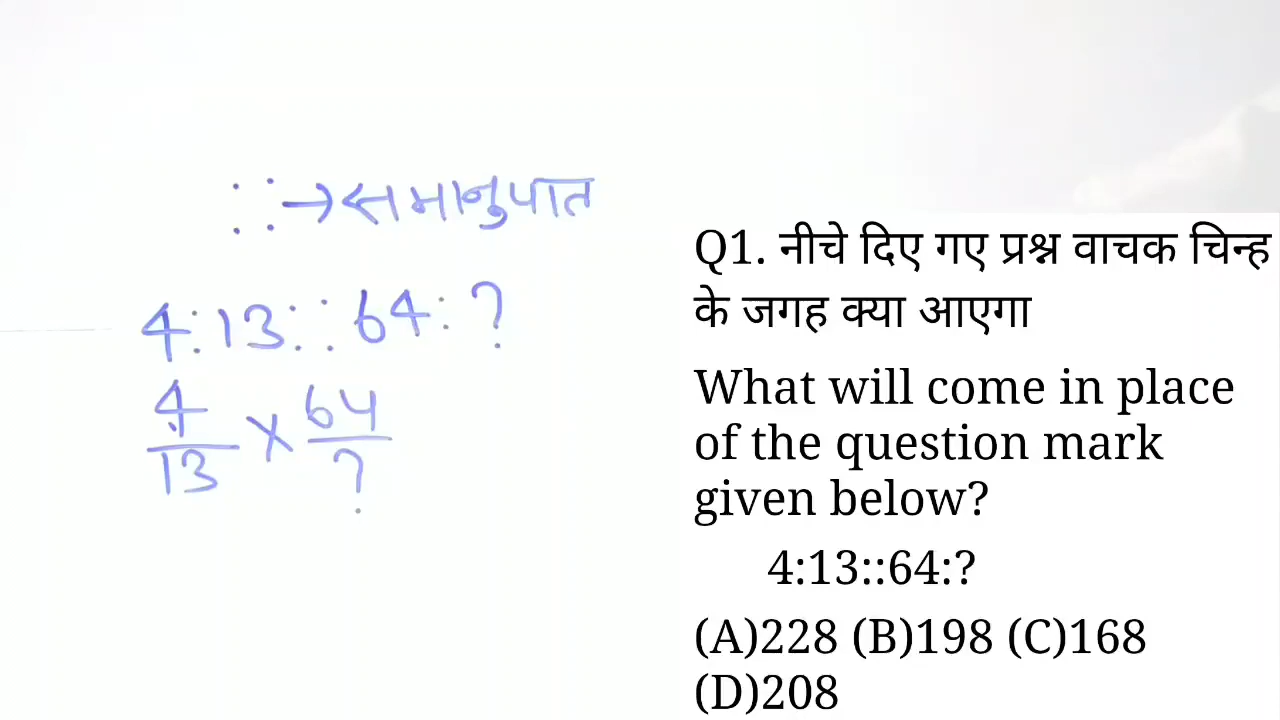 :: → समानुपात
4:13::64:?
4/13 × 64/?
Q1. नीचे दिए गए प्रश्न वाचक चिन्ह
के जगह क्या आएगा
What will come in place
of the question mark
given below?
4:13::64:?
(A)228 (B)198 (C)168
(D)208